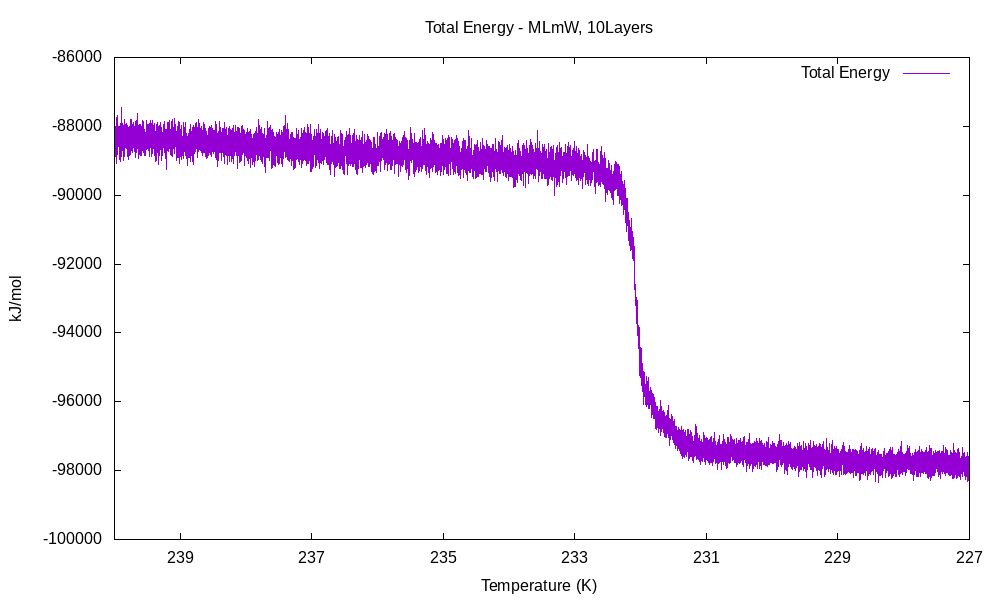 Total Energy - MLmW, 10Layers
Total Energy
-86000
-88000
-90000
-92000
-94000
-96000
-98000
-100000
kJ/mol
239 237 235 233 231 229 227
Temperature (K)